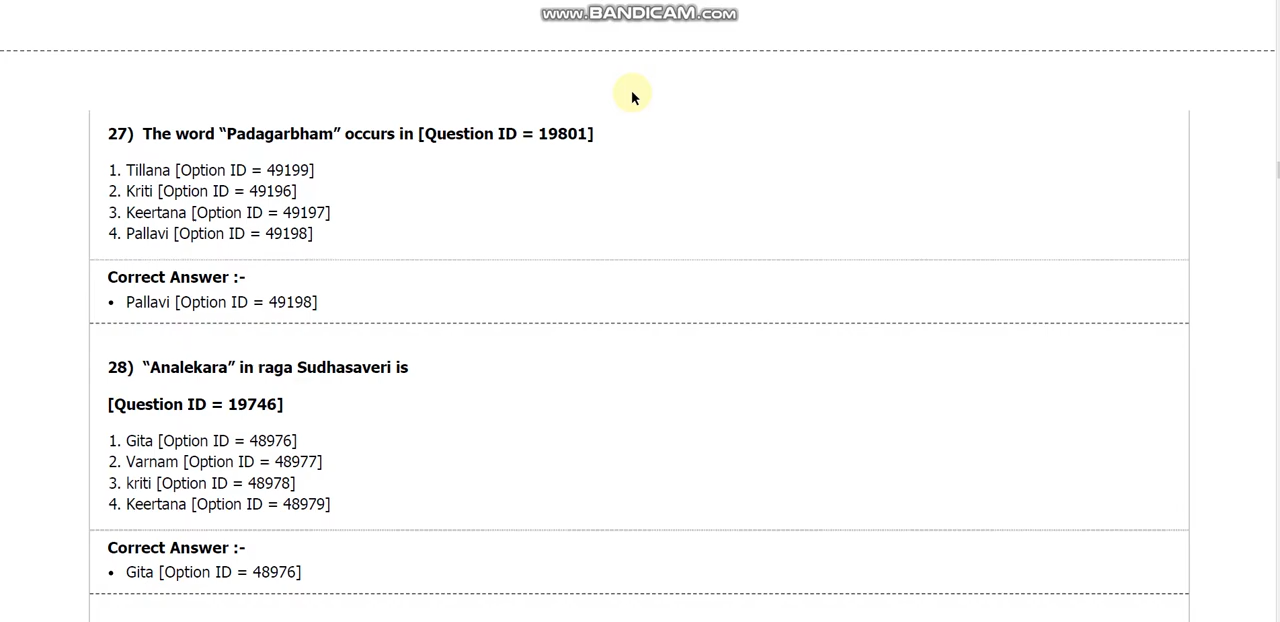 www.BANDICAM.com
27) The word “Padagarbham” occurs in [Question ID = 19801]
1. Tillana [Option ID = 49199]
2. Kriti [Option ID = 49196]
3. Keertana [Option ID = 49197]
4. Pallavi [Option ID = 49198]
Correct Answer :-
• Pallavi [Option ID = 49198]
28) “Analekara” in raga Sudhasaveri is
[Question ID = 19746]
1. Gita [Option ID = 48976]
2. Varnam [Option ID = 48977]
3. kriti [Option ID = 48978]
4. Keertana [Option ID = 48979]
Correct Answer :-
• Gita [Option ID = 48976]